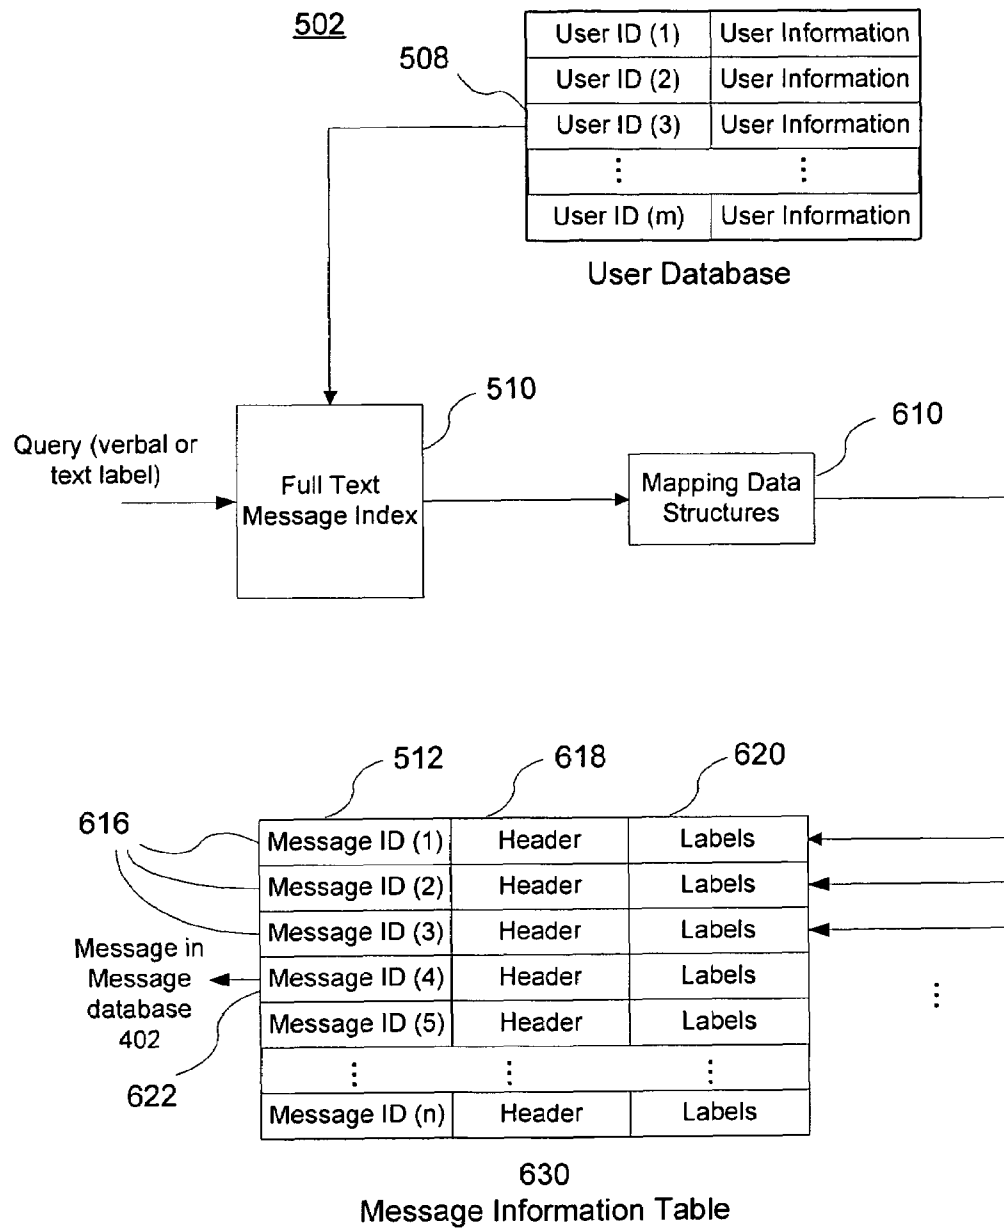 502
508
User ID (1) User Information
User ID (2) User Information
User ID (3) User Information
⋮ ⋮
User ID (m) User Information
User Database
510
610
Query (verbal or
text label)
Full Text
Message Index
Mapping Data
Structures
512 618 620
616
Message ID (1) Header Labels
Message ID (2) Header Labels
Message ID (3) Header Labels
Message ID (4) Header Labels
Message ID (5) Header Labels
⋮ ⋮ ⋮
Message ID (n) Header Labels
Message in
Message
database
402
622
⋮
630
Message Information Table